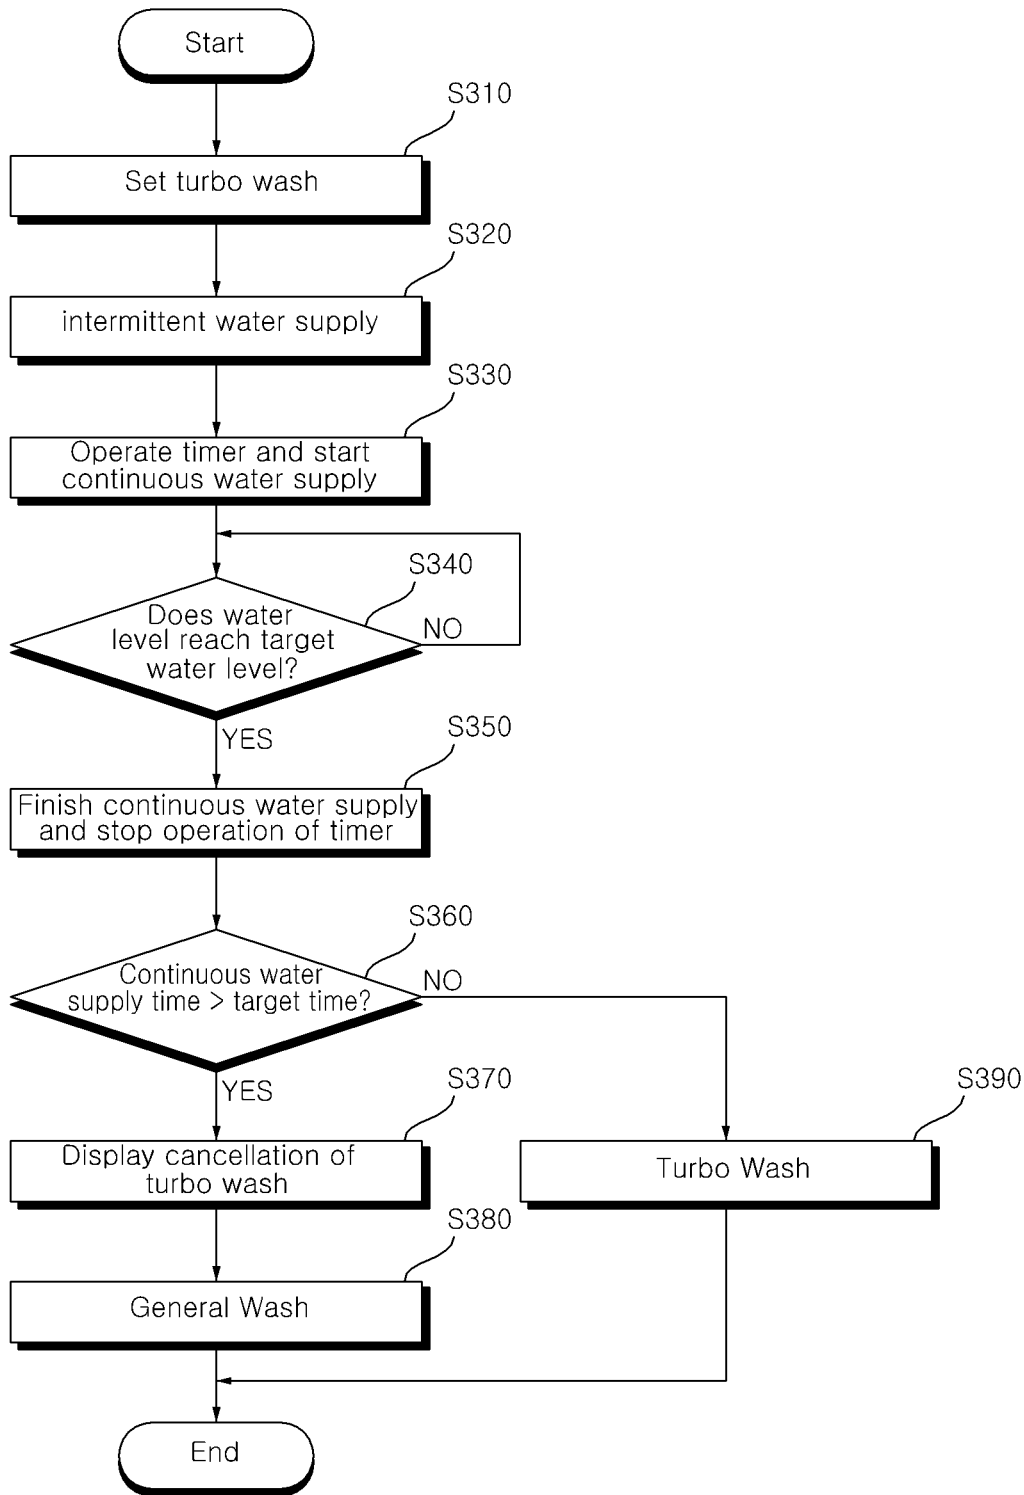 Start
S310
Set turbo wash
S320
intermittent water supply
S330
Operate timer and start
continuous water supply
S340
Does water
level reach target
water level?
NO
YES
S350
Finish continuous water supply
and stop operation of timer
S360
Continuous water
supply time > target time?
NO
YES
S370
Display cancellation of
turbo wash
S390
Turbo Wash
S380
General Wash
End